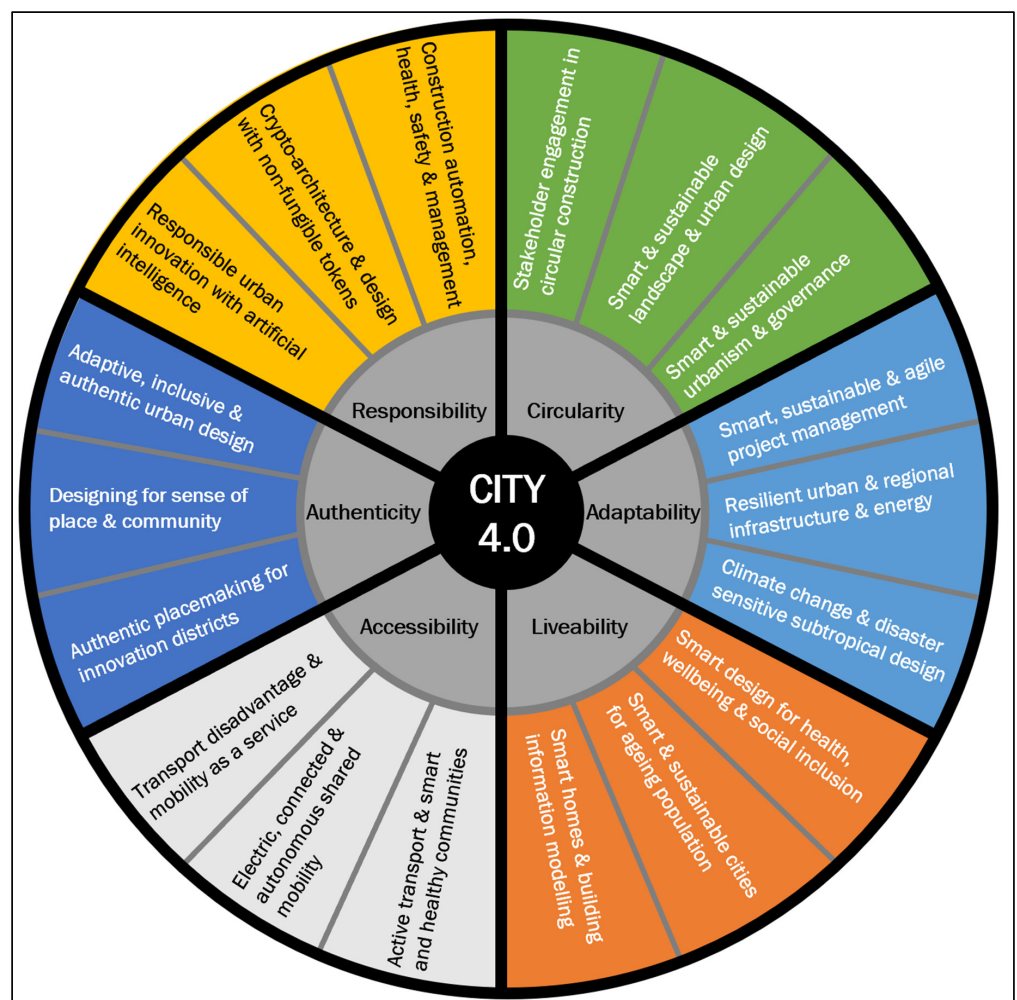 Construction automation,
health, safety & management
Crypto-architecture & design
with non-fungible tokens
Responsible urban
innovation with artificial
intelligence
Stakeholder engagement in
circular construction
Smart & sustainable
landscape & urban design
Smart & sustainable
urbanism & governance
Responsibility
Circularity
Adaptive, inclusive &
authentic urban design
Designing for sense of
place & community
Authentic placemaking for
innovation districts
Authenticity
CITY
4.0
Adaptability
Smart, sustainable & agile
project management
Resilient urban & regional
infrastructure & energy
Climate change & disaster
sensitive subtropical design
Accessibility
Liveability
Transport disadvantage &
mobility as a service
Electric, connected &
autonomous shared
mobility
Active transport & smart
and healthy communities
Smart homes & building
information modelling
Smart & sustainable cities
for ageing population
Smart design for health,
wellbeing & social inclusion